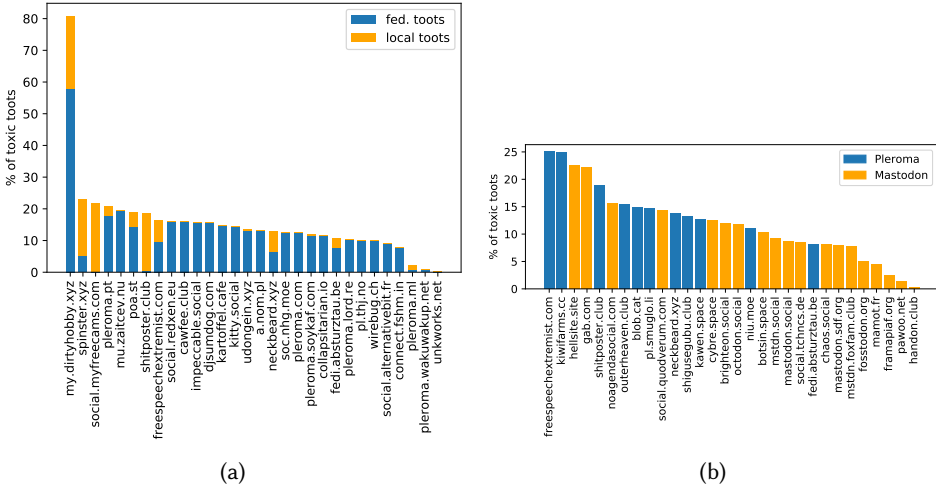 80
70
60
50
40
30
20
10
0
% of toxic toots
fed. toots
local toots
my.dirtyhobby.xyz
spinster.xyz
social.myfreecams.com
pleroma.pt
mu.zaitcev.nu
poa.st
shitposter.club
freespeechextremist.com
social.redxen.eu
cawfee.club
impeccable.social
djsumdog.com
kartoffel.cafe
kitty.social
udongein.xyz
a.nom.pl
neckbeard.xyz
soc.nhg.moe
pleroma.com
pleroma.soykaf.com
collapsitarian.io
fedi.absturztau.be
pleroma.lord.re
pl.thj.no
wirebug.ch
social.alternativebit.fr
connect.fshm.in
pleroma.ml
pleroma.wakuwakup.net
unkworks.net
(a)
25
20
15
10
5
0
% of toxic toots
Pleroma
Mastodon
freespeechextremist.com
kiwifarms.cc
hellsite.site
gab.com
shitposter.club
noagendasocial.com
outerheaven.club
blob.cat
pl.smuglo.li
social.quodverum.com
neckbeard.xyz
shigusegubu.club
kawen.space
cybre.space
brighton.social
octodon.social
niu.moe
botsin.space
mstdn.social
mastodon.social
social.tchncs.de
fedi.absturztau.be
chaos.social
mastodon.sdf.org
mstdn.foxfam.club
fosstodon.org
mamot.fr
framapiaf.org
pawoo.net
handon.club
(b)